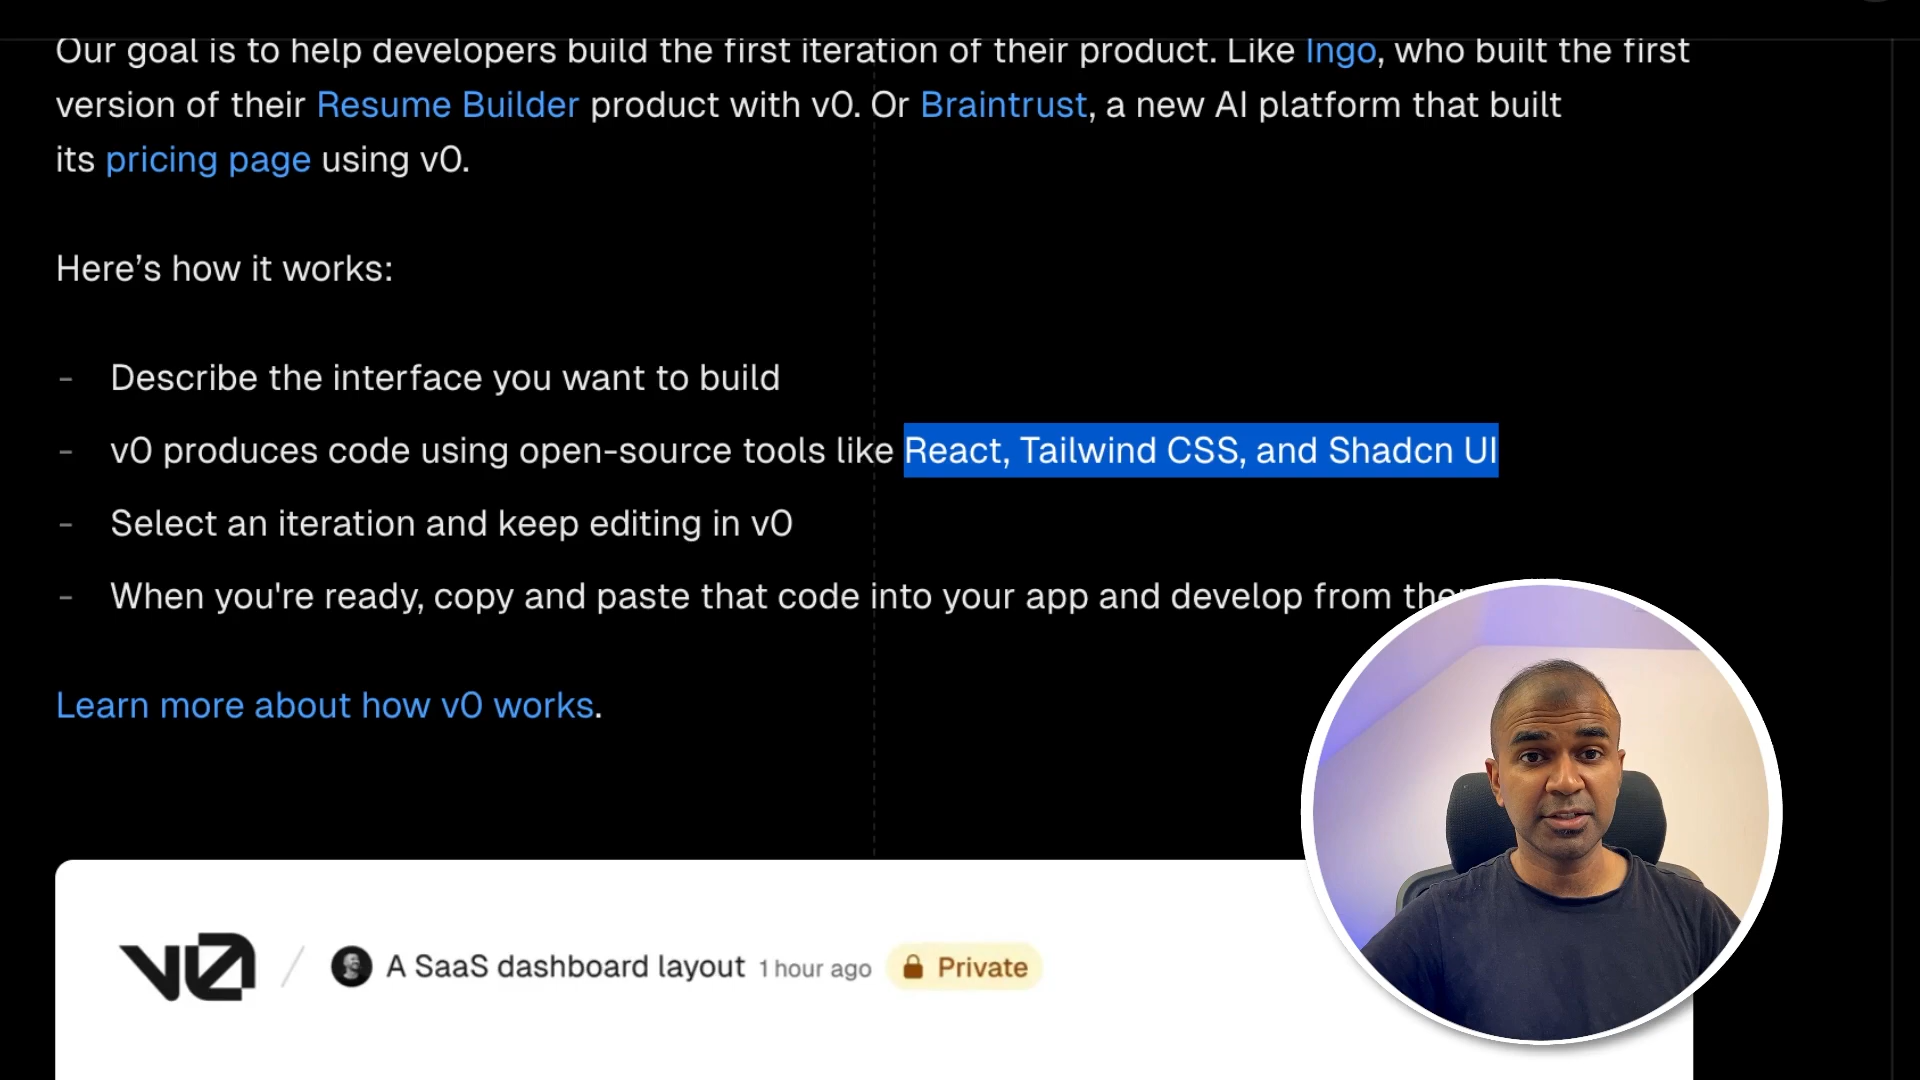 Our goal is to help developers build the first iteration of their product. Like Ingo, who built the first
version of their Resume Builder product with v0. Or Braintrust, a new AI platform that built
its pricing page using v0.
Here’s how it works:
- Describe the interface you want to build
- v0 produces code using open-source tools like React, Tailwind CSS, and Shadcn UI
- Select an iteration and keep editing in v0
- When you're ready, copy and paste that code into your app and develop from
Learn more about how v0 works.
v0 / A SaaS dashboard layout 1 hour ago Private